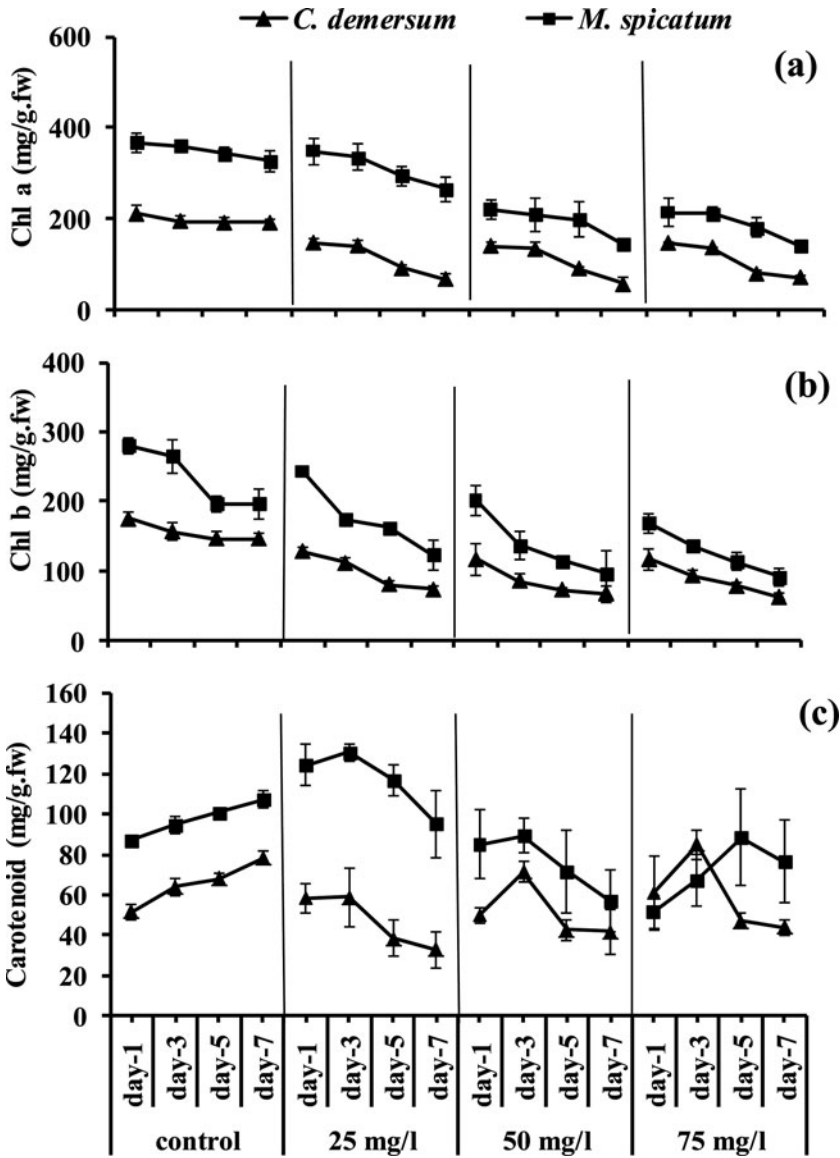 C. demersum M. spicatum
(a)
Chl a (mg/g.fw)
600
400
200
0
(b)
Chl b (mg/g.fw)
400
300
200
100
0
(c)
Carotenoid (mg/g.fw)
160
140
120
100
80
60
40
20
0
day-1 day-3 day-5 day-7 day-1 day-3 day-5 day-7 day-1 day-3 day-5 day-7 day-1 day-3 day-5 day-7
control 25 mg/l 50 mg/l 75 mg/l